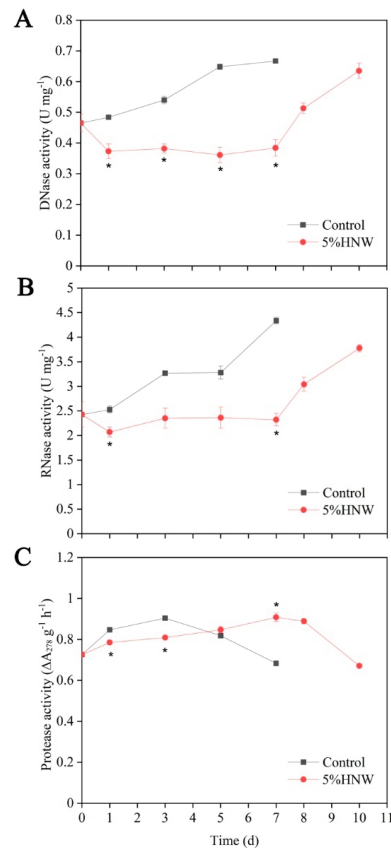 A
DNase activity (U mg⁻¹)
0.8
0.7
0.6
0.5
0.4
0.3
0.2
0.1
0
* * * *
Control
5%HNW
B
RNase activity (U mg⁻¹)
5
4.5
4
3.5
3
2.5
2
1.5
1
0.5
0
* *
Control
5%HNW
C
Protease activity (ΔA₂₇₈ g⁻¹ h⁻¹)
1.2
1
0.8
0.6
0.4
0.2
0
* * *
Control
5%HNW
0 1 2 3 4 5 6 7 8 9 10 11
Time (d)